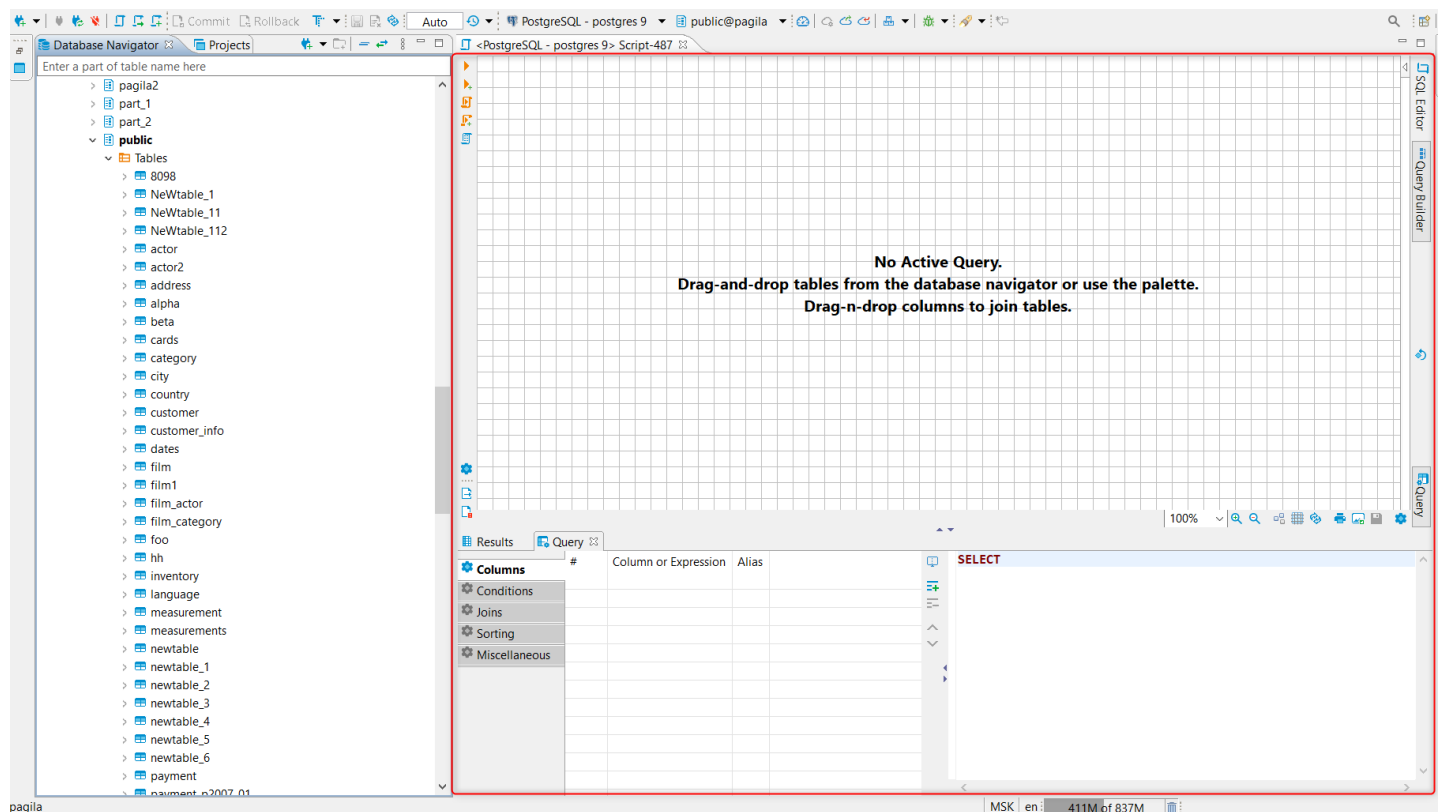 Commit Rollback Auto PostgreSQL - postgres 9 public@pagila
Database Navigator Projects
Enter a part of table name here
pagila2
part_1
part_2
public
Tables
8098
NeWtable_1
NeWtable_11
NeWtable_112
actor
actor2
address
alpha
beta
cards
category
city
country
customer
customer_info
dates
film
film1
film_actor
film_category
foo
hh
inventory
language
measurement
measurements
newtable
newtable_1
newtable_2
newtable_3
newtable_4
newtable_5
newtable_6
payment
payment_p2007_01
<PostgreSQL - postgres 9> Script-487
No Active Query.
Drag-and-drop tables from the database navigator or use the palette.
Drag-n-drop columns to join tables.
SQL Editor
Query Builder
Query
100%
Results Query
Columns
Conditions
Joins
Sorting
Miscellaneous
# Column or Expression Alias
SELECT
pagila
MSK en 411M of 837M